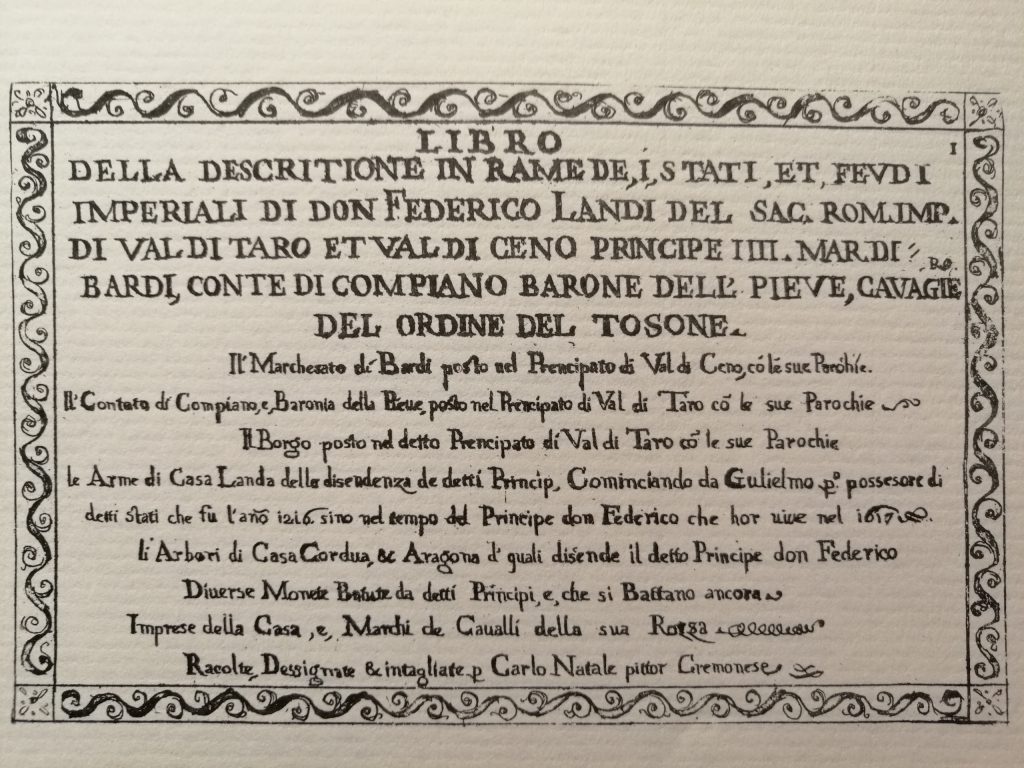 LIBRO
1
DELLA DESCRITIONE IN RAME DE, I, STATI, ET, FEVDI
IMPERIALI DI DON FEDERICO LANDI DEL SAC. ROM. IMP.
DI VAL DI TARO ET VAL DI CENO PRINCIPE IIII. MAR. DI
BARDI, CONTE DI COMPIANO BARONE DELL' PIEVE, CAVAGIE RO.
DEL ORDINE DEL TOSONE.
Il Marchesato di Bardi posto nel Prencipato di Val di Ceno, có le sue Parochie.
Il Contato di Compiano, e, Baronia della Pieue, posto nel Prencipato di Val di Taro có le sue Parochie
Il Borgo posto nel detto Prencipato di Val di Taro có le sue Parochie
le Arme di Casa Landa della disendenza de detti Princip, Cominciando da Gulielmo p.º possesore di
detti stati che fu l'año 1216 sino nel tempo del Principe don Federico che hor uiue nel 1617.
li Arbori di Casa Cordua, & Aragona d' quali disende il detto Principe don Federico
Diuerse Monete Batute da detti Principi, e, che si Battano ancora
Imprese della Casa, e, Marchi de Caualli della sua Razza
Racolte, Dessignate & intagliate p Carlo Natale pittor Cremonese